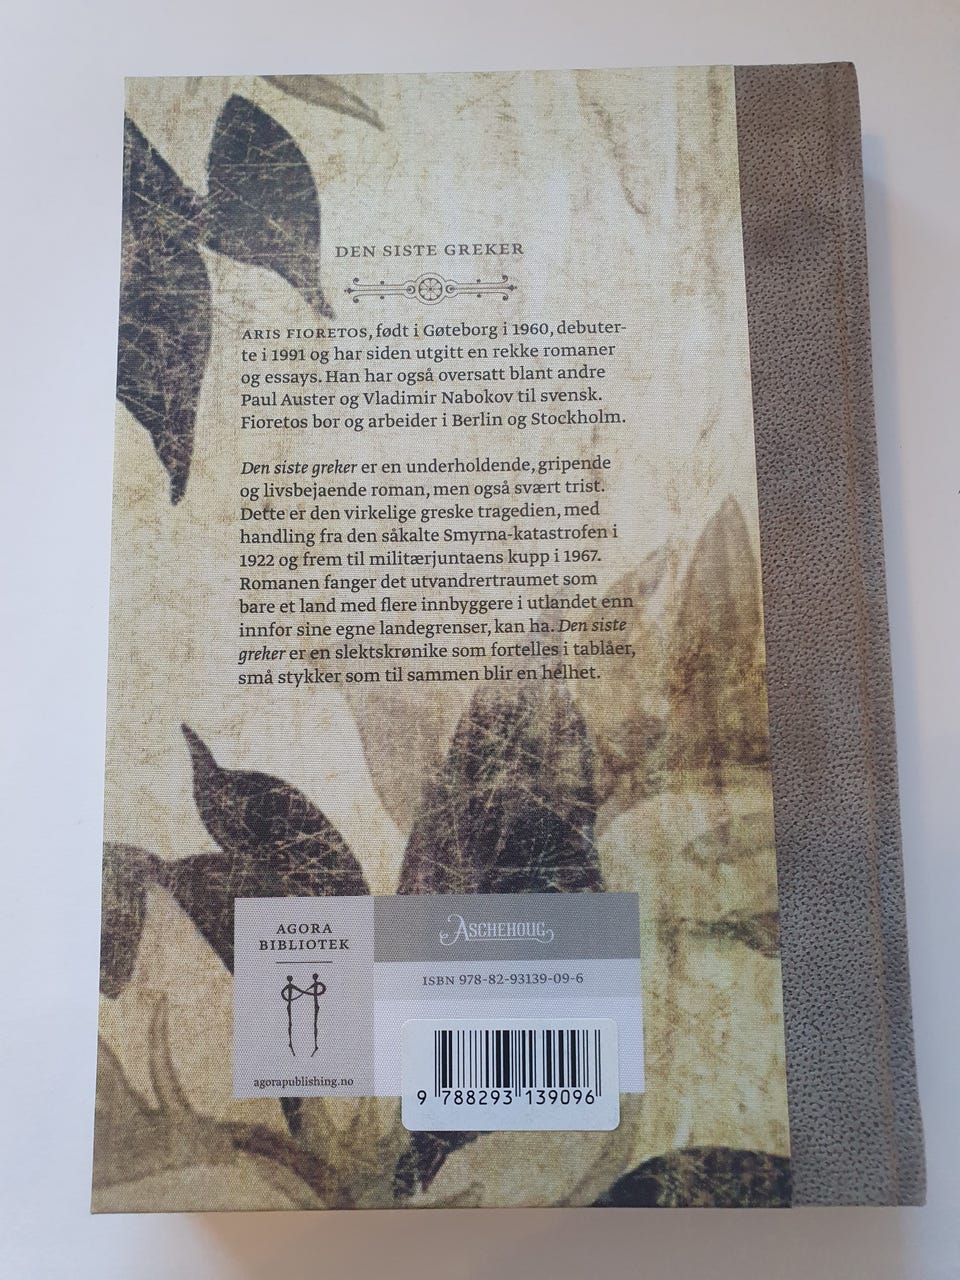 DEN SISTE GREKER
ARIS FIORETOS, født i Gøteborg i 1960, debuter-
te i 1991 og har siden utgitt en rekke romaner
og essays. Han har også oversatt blant andre
Paul Auster og Vladimir Nabokov til svensk.
Fioretos bor og arbeider i Berlin og Stockholm.
Den siste greker er en underholdende, gripende
og livsbejaende roman, men også svært trist.
Dette er den virkelige greske tragedien, med
handling fra den såkalte Smyrna-katastrofen i
1922 og frem til militærjuntaens kupp i 1967.
Romanen fanger det utvandrertraumet som
bare et land med flere innbyggere i utlandet enn
innfor sine egne landegrenser, kan ha. Den siste
greker er en slektskrønike som fortelles i tablåer,
små stykker som til sammen blir en helhet.
AGORA
BIBLIOTEK
agorapublishing.no
ASCHEHOUG
ISBN 978-82-93139-09-6
9 788293 139096